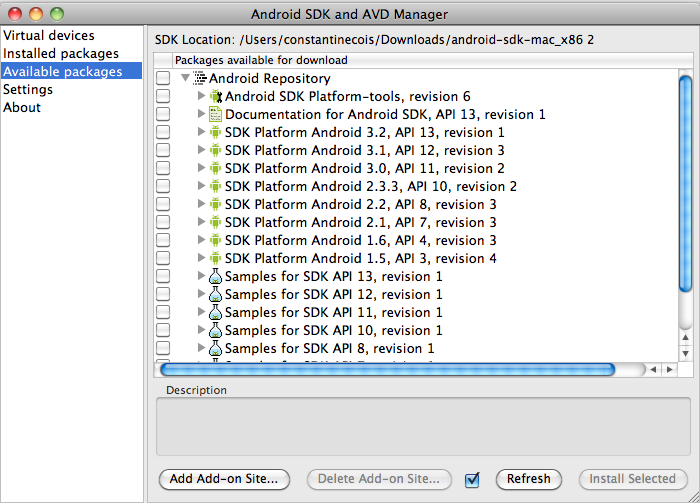 Android SDK and AVD Manager
Virtual devices
Installed packages
Available packages
Settings
About
SDK Location: /Users/constantinecois/Downloads/android-sdk-mac_x86 2
Packages available for download
Android Repository
Android SDK Platform-tools, revision 6
Documentation for Android SDK, API 13, revision 1
SDK Platform Android 3.2, API 13, revision 1
SDK Platform Android 3.1, API 12, revision 3
SDK Platform Android 3.0, API 11, revision 2
SDK Platform Android 2.3.3, API 10, revision 2
SDK Platform Android 2.2, API 8, revision 3
SDK Platform Android 2.1, API 7, revision 3
SDK Platform Android 1.6, API 4, revision 3
SDK Platform Android 1.5, API 3, revision 4
Samples for SDK API 13, revision 1
Samples for SDK API 12, revision 1
Samples for SDK API 11, revision 1
Samples for SDK API 10, revision 1
Samples for SDK API 8, revision 1
Description
Add Add-on Site...
Delete Add-on Site...
Refresh
Install Selected